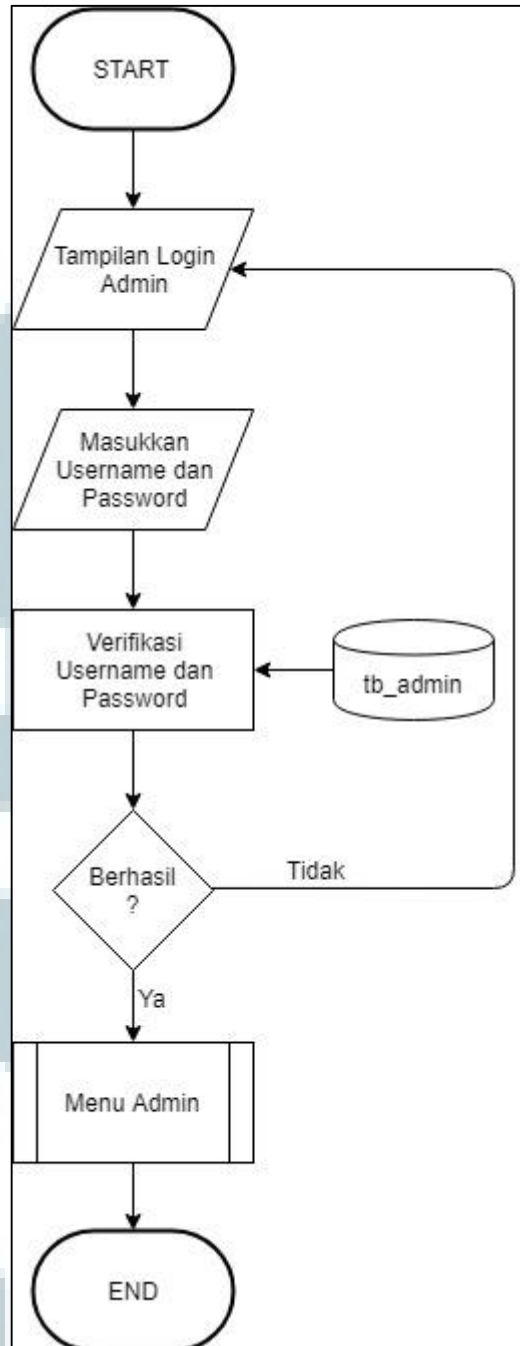 START
Tampilan Login
Admin
Masukkan
Username dan
Password
Verifikasi
Username dan
Password
tb_admin
Berhasil
?
Tidak
Ya
Menu Admin
END